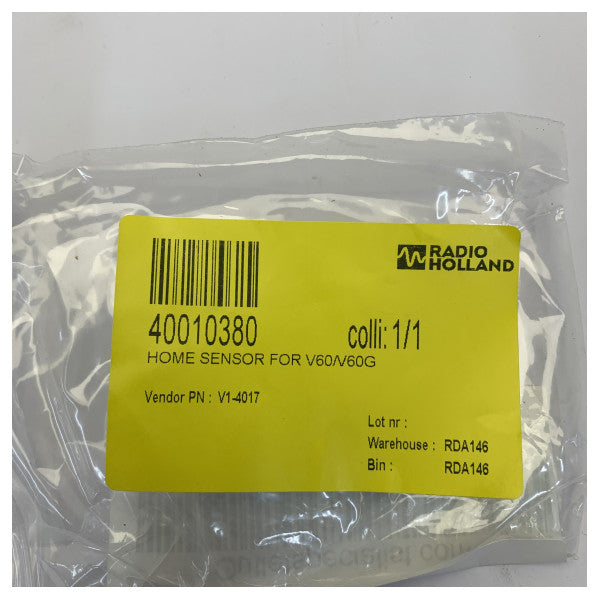 RADIO
HOLLAND
40010380
colli: 1/1
HOME SENSOR FOR V60/V60G
Vendor PN : V1-4017
Lot nr :
Warehouse : RDA146
Bin : RDA146